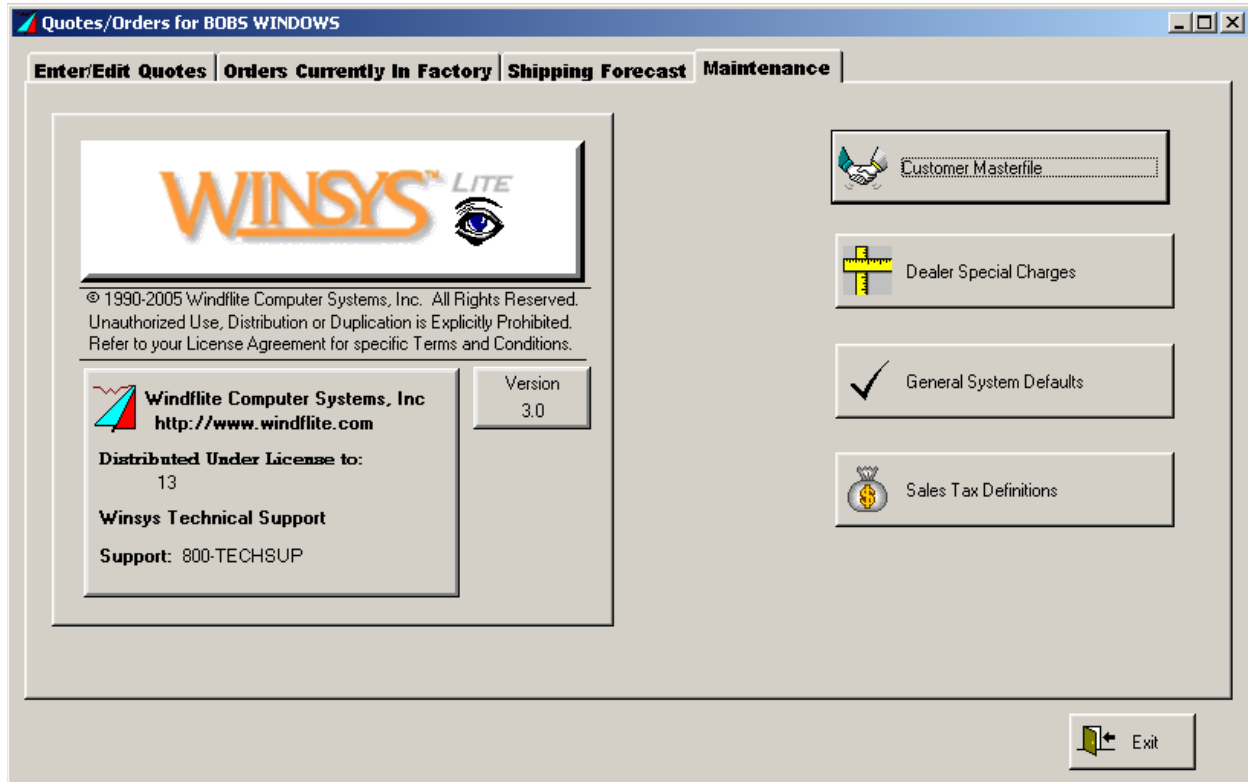 Quotes/Orders for BOBS WINDOWS
Enter/Edit Quotes
Orders Currently In Factory
Shipping Forecast
Maintenance
WINSYS™ LITE
© 1990-2005 Windflite Computer Systems, Inc. All Rights Reserved.
Unauthorized Use, Distribution or Duplication is Explicitly Prohibited.
Refer to your License Agreement for specific Terms and Conditions.
Windflite Computer Systems, Inc
http://www.windflite.com
Distributed Under License to:
13
Winsys Technical Support
Support: 800-TECHSUP
Version
3.0
Customer Masterfile
Dealer Special Charges
General System Defaults
Sales Tax Definitions
Exit